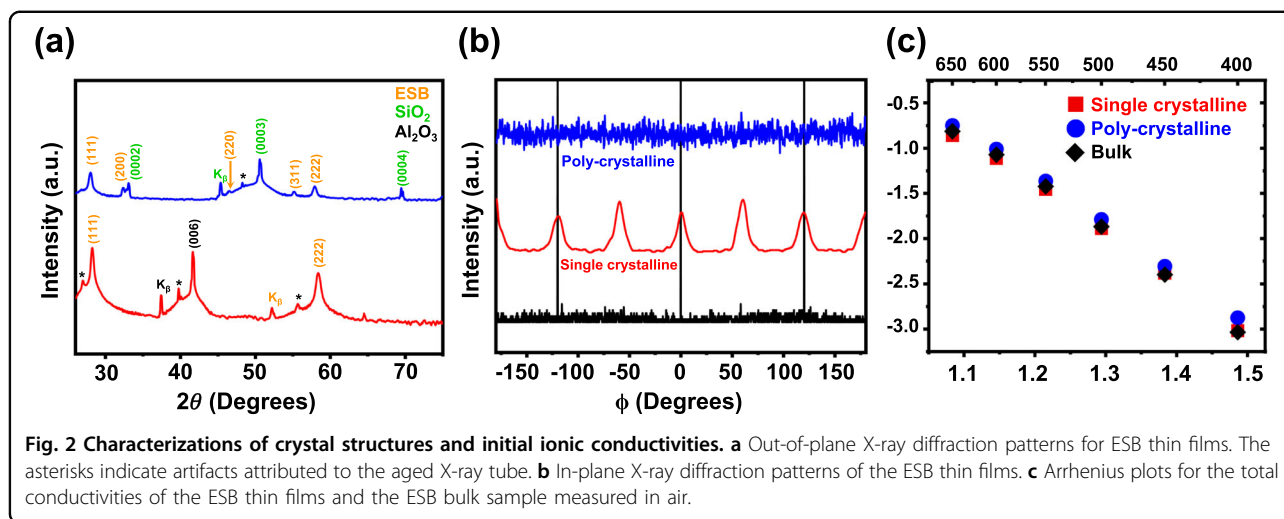 (a)
ESB
SiO₂
Al₂O₃
(111)
(200)
(0002)
Kβ
(220)
*
(0003)
(311)
(222)
(0004)
*
(111)
Kβ
*
(006)
Kβ
*
(222)
Intensity (a.u.)
30 40 50 60 70
2θ (Degrees)
(b)
Poly-crystalline
Single crystalline
Intensity (a.u.)
-150 -100 -50 0 50 100 150
ϕ (Degrees)
(c)
650 600 550 500 450 400
Single crystalline
Poly-crystalline
Bulk
-0.5
-1.0
-1.5
-2.0
-2.5
-3.0
1.1 1.2 1.3 1.4 1.5
Fig. 2 Characterizations of crystal structures and initial ionic conductivities. a Out-of-plane X-ray diffraction patterns for ESB thin films. The
asterisks indicate artifacts attributed to the aged X-ray tube. b In-plane X-ray diffraction patterns of the ESB thin films. c Arrhenius plots for the total
conductivities of the ESB thin films and the ESB bulk sample measured in air.